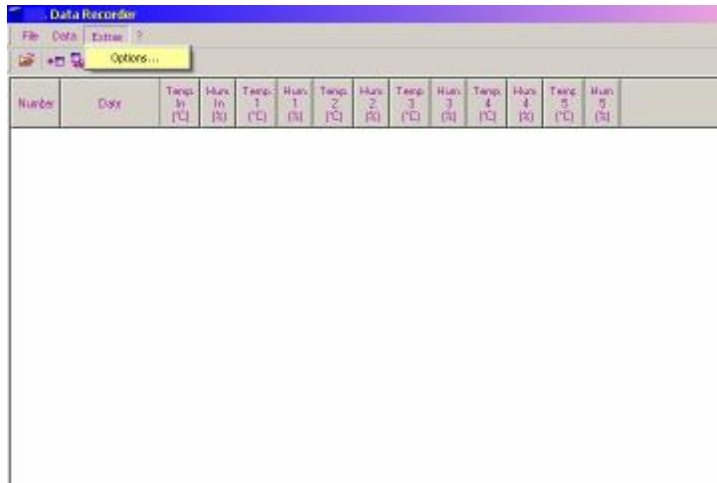 Data Recorder
File Data Extras ?
Options...
Number Date Temp. In (°C) Hum. In (%) Temp. 1 (°C) Hum. 1 (%) Temp. 2 (°C) Hum. 2 (%) Temp. 3 (°C) Hum. 3 (%) Temp. 4 (°C) Hum. 4 (%) Temp. 5 (°C) Hum. 5 (%)